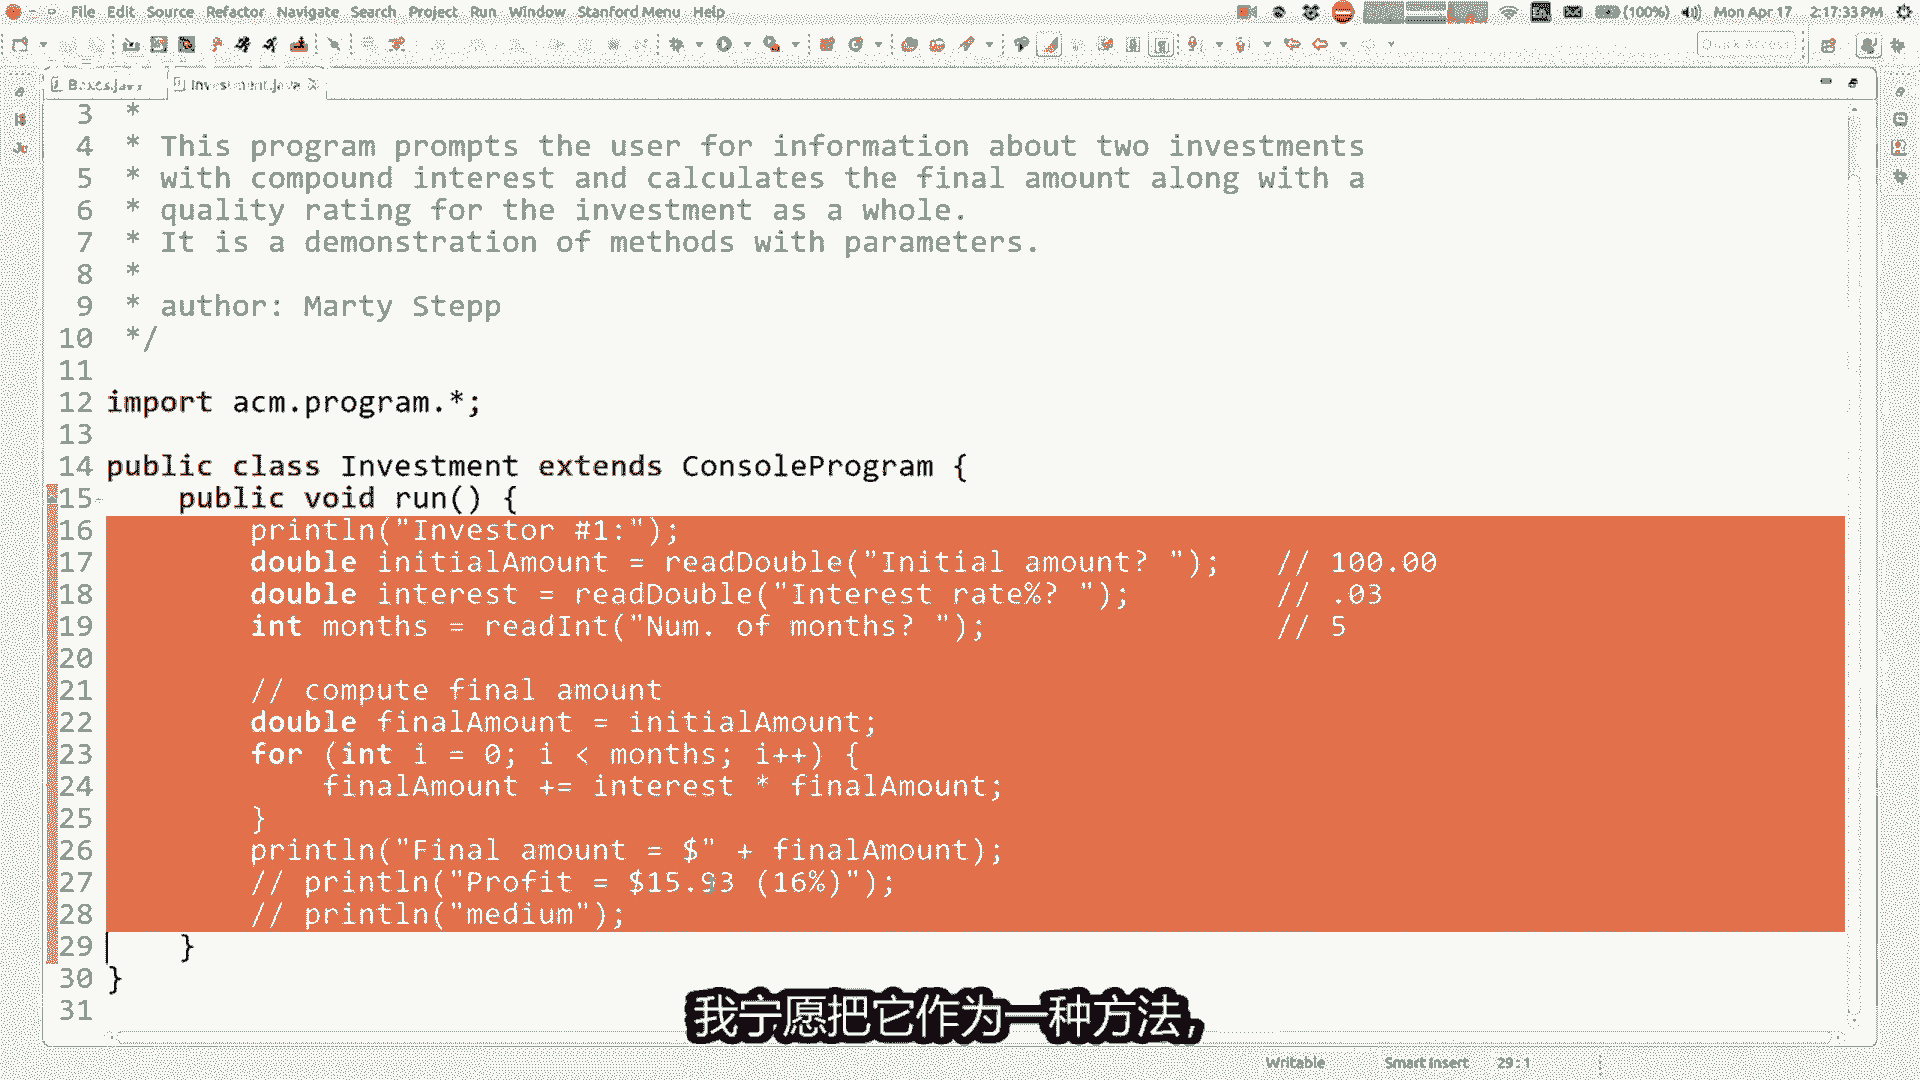 File Edit Source Refactor Navigate Search Project Run Window Stanford Menu Help
(100%) Mon Apr 17 2:17:33 PM
Quick Access
Boxes.java Investment.java
3 *
4 * This program prompts the user for information about two investments
5 * with compound interest and calculates the final amount along with a
6 * quality rating for the investment as a whole.
7 * It is a demonstration of methods with parameters.
8 *
9 * author: Marty Stepp
10 */
11
12 import acm.program.*;
13
14 public class Investment extends ConsoleProgram {
15 public void run() {
16 println("Investor #1:");
17 double initialAmount = readDouble("Initial amount? "); // 100.00
18 double interest = readDouble("Interest rate%? "); // .03
19 int months = readInt("Num. of months? "); // 5
20
21 // compute final amount
22 double finalAmount = initialAmount;
23 for (int i = 0; i < months; i++) {
24 finalAmount += interest * finalAmount;
25 }
26 println("Final amount = $" + finalAmount);
27 // println("Profit = $15.93 (16%)");
28 // println("medium");
29 }
30 }
31
我宁愿把它作为一种方法,
Writable Smart Insert 29 : 1